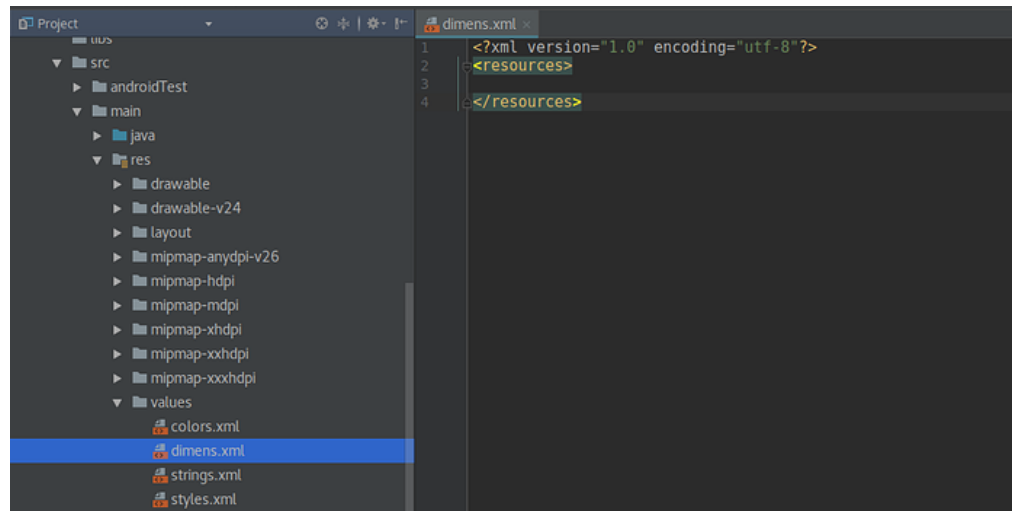 Project
dimens.xml
libs
src
androidTest
main
java
res
drawable
drawable-v24
layout
mipmap-anydpi-v26
mipmap-hdpi
mipmap-mdpi
mipmap-xhdpi
mipmap-xxhdpi
mipmap-xxxhdpi
values
colors.xml
dimens.xml
strings.xml
styles.xml
1 <?xml version="1.0" encoding="utf-8"?>
2 <resources>
3
4 </resources>